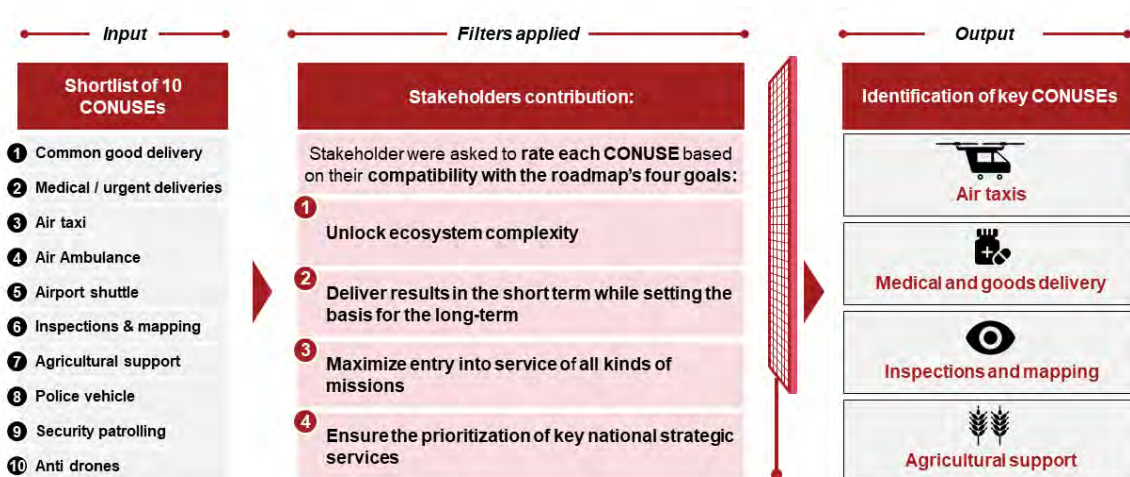 Input
Shortlist of 10
CONUSEs
1 Common good delivery
2 Medical / urgent deliveries
3 Air taxi
4 Air Ambulance
5 Airport shuttle
6 Inspections & mapping
7 Agricultural support
8 Police vehicle
9 Security patrolling
10 Anti drones
Filters applied
Stakeholders contribution:
Stakeholder were asked to rate each CONUSE based
on their compatibility with the roadmap's four goals:
1
Unlock ecosystem complexity
2
Deliver results in the short term while setting the
basis for the long-term
3
Maximize entry into service of all kinds of
missions
4
Ensure the prioritization of key national strategic
services
Output
Identification of key CONUSEs
Air taxis
Medical and goods delivery
Inspections and mapping
Agricultural support